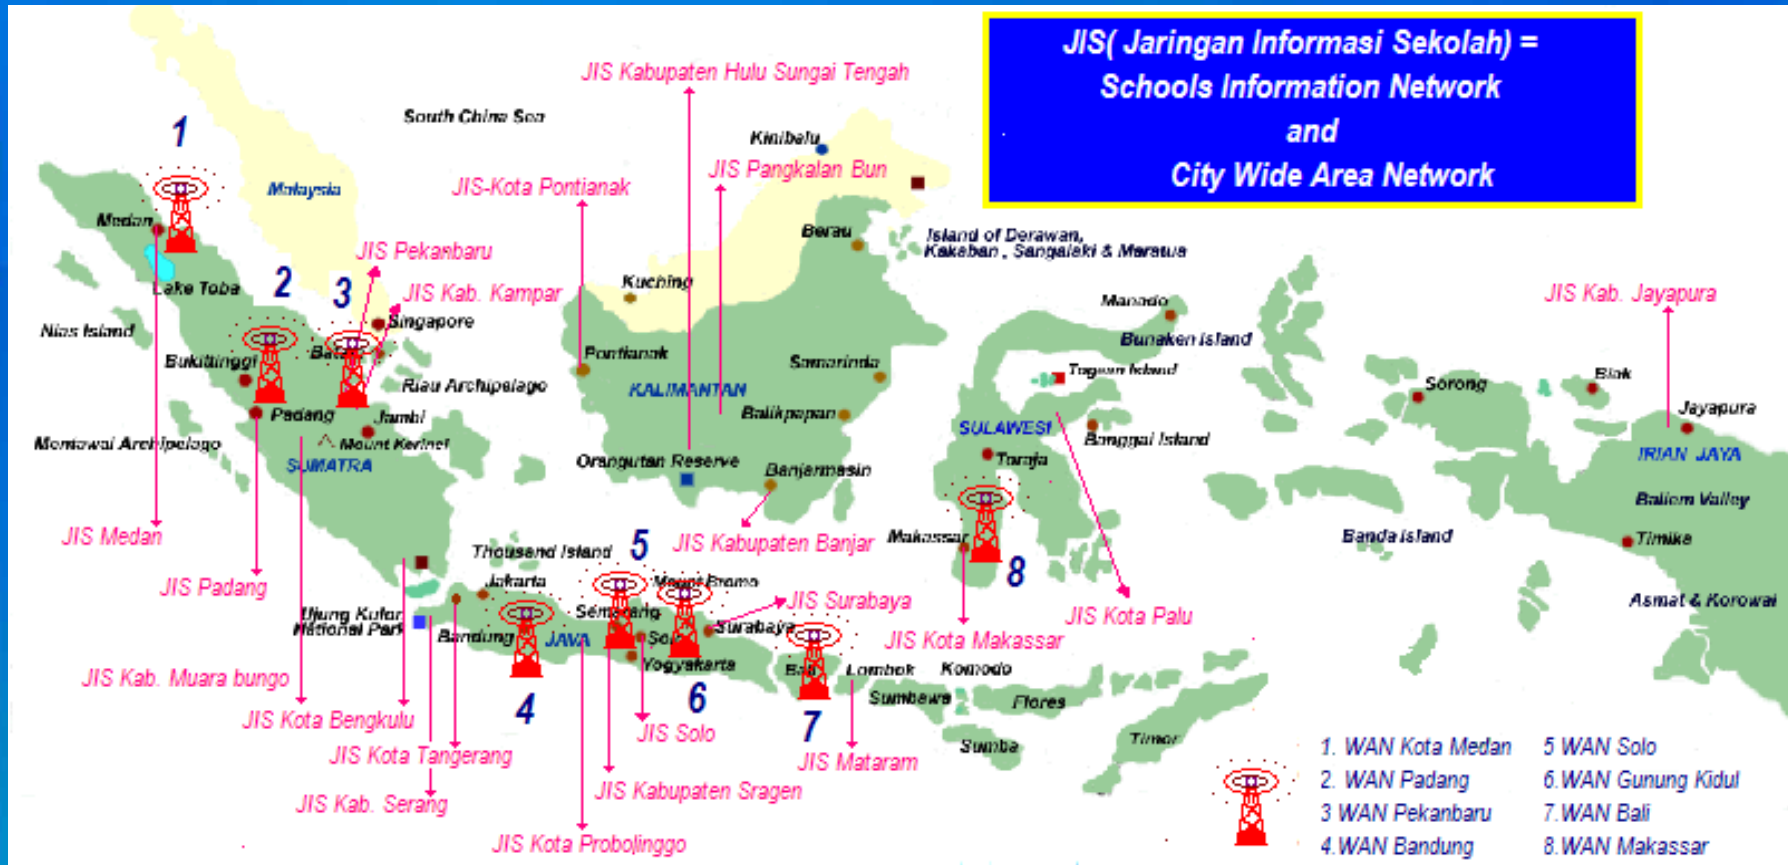 JIS( Jaringan Informasi Sekolah) =
Schools Information Network
and
City Wide Area Network
JIS Kabupaten Hulu Sungai Tengah
South China Sea
1
Kinibalu
JIS Pangkalan Bun
JIS-Kota Pontianak
Malaysia
Medan
Berau
Island of Derawan,
Kakaban , Sangalaki & Maratua
JIS Pekanbaru
2
3
Kuching
JIS Kab. Kampar
Lake Toba
Manado
JIS Kab. Jayapura
Nias Island
Singapore
Bunaken Island
Bukittinggi
Pontianak
Samarinda
Togean Island
Riau Archipelago
KALIMANTAN
Sorong
Biak
Padang
Jambi
Balikpapan
Jayapura
Mentawai Archipelago
Mount Kerinci
SULAWESI
Banggai Island
SUMATRA
Orangutan Reserve
Banjarmasin
Toraja
IRIAN JAYA
Baliem Valley
JIS Medan
5
JIS Kabupaten Banjar
Makassar
Banda Island
Timika
Thousand Island
8
JIS Padang
Jakarta
Mount Bromo
JIS Surabaya
Asmat & Korowai
Ujung Kulon
National Park
Semarang
Surabaya
JIS Kota Palu
Bandung
JAVA
Solo
JIS Kota Makassar
Yogyakarta
Bali
Lombok
Komodo
JIS Kab. Muara bungo
4
6
Sumbawa
Flores
JIS Kota Bengkulu
7
JIS Solo
Timor
Sumba
JIS Kota Tangerang
JIS Mataram
JIS Kabupaten Sragen
JIS Kab. Serang
JIS Kota Probolinggo
1. WAN Kota Medan
2. WAN Padang
3 WAN Pekanbaru
4.WAN Bandung
5 WAN Solo
6.WAN Gunung Kidul
7.WAN Bali
8.WAN Makassar